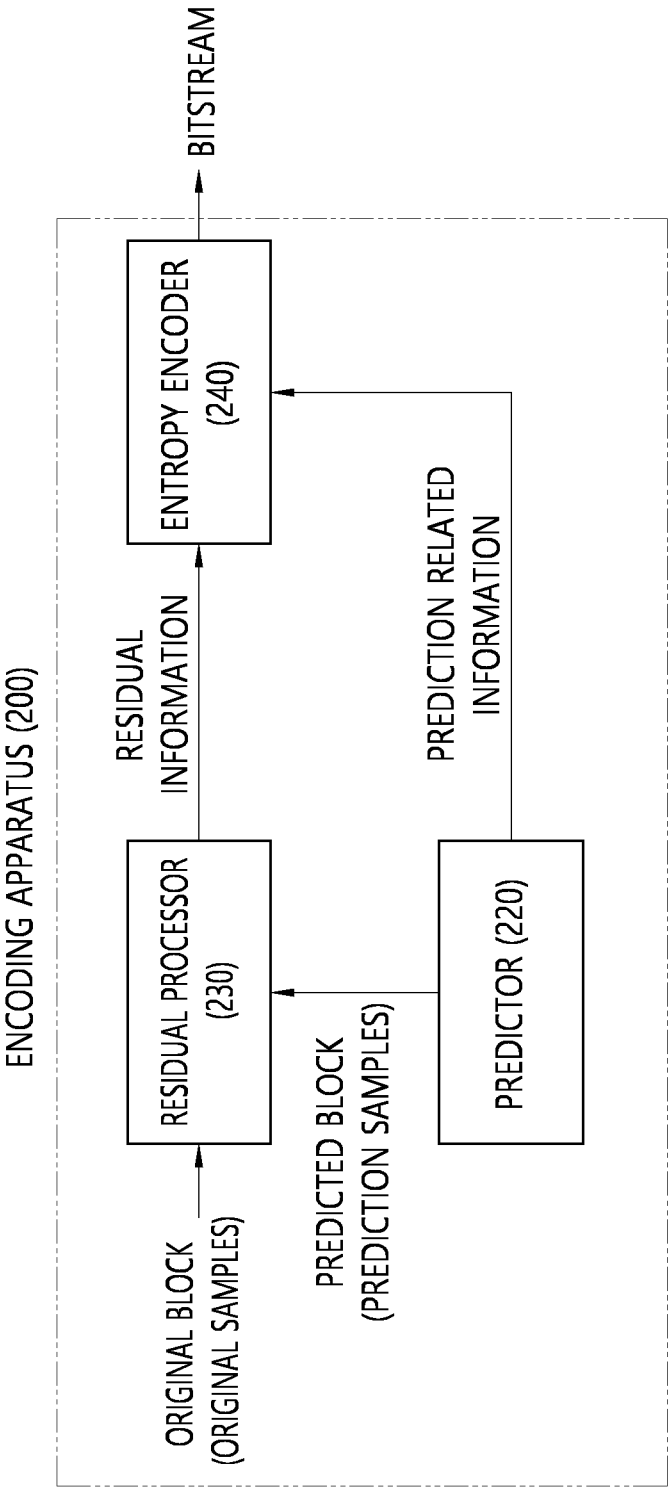 ENCODING APPARATUS (200)
ORIGINAL BLOCK
(ORIGINAL SAMPLES)
RESIDUAL PROCESSOR
(230)
RESIDUAL
INFORMATION
ENTROPY ENCODER
(240)
BITSTREAM
PREDICTED BLOCK
(PREDICTION SAMPLES)
PREDICTOR (220)
PREDICTION RELATED
INFORMATION